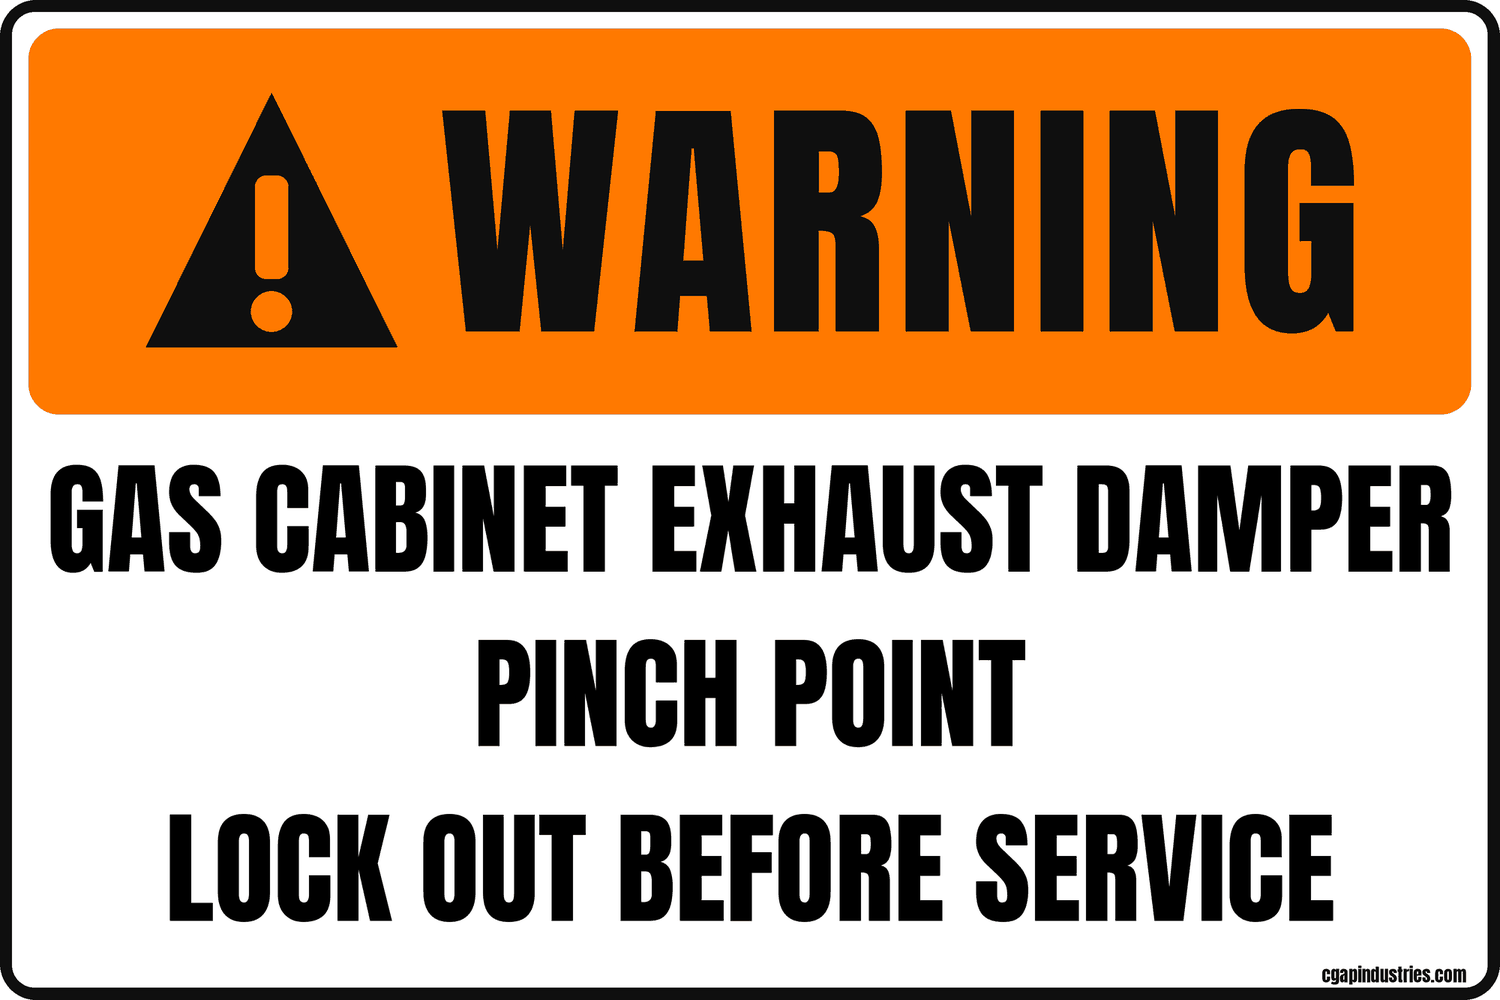 WARNING
GAS CABINET EXHAUST DAMPER
PINCH POINT
LOCK OUT BEFORE SERVICE
cgapindustries.com